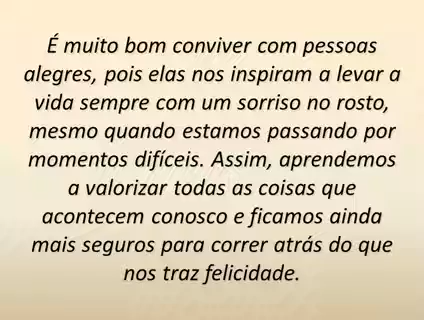 É muito bom conviver com pessoas
alegres, pois elas nos inspiram a levar a
vida sempre com um sorriso no rosto,
mesmo quando estamos passando por
momentos difíceis. Assim, aprendemos
a valorizar todas as coisas que
acontecem conosco e ficamos ainda
mais seguros para correr atrás do que
nos traz felicidade.